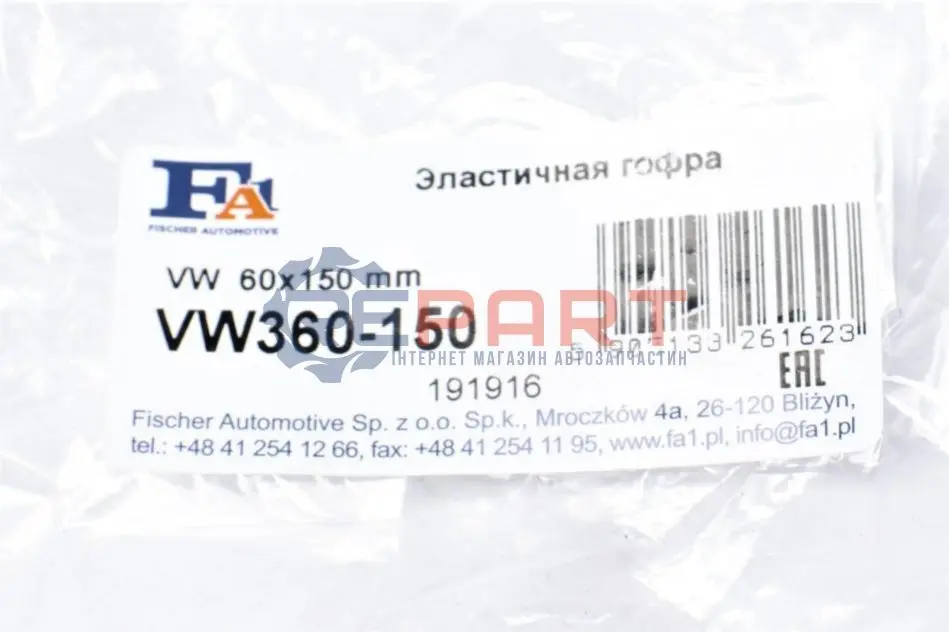 Эластичная гофра
FA1
FISCHER AUTOMOTIVE
VW 60x150 mm
VW360-150
PART
ІНТЕРНЕТ МАГАЗИН АВТОЗАПЧАСТИН
261623
EAC
191916
Fischer Automotive Sp. z o.o. Sp.k., Mroczków 4a, 26-120 Bliżyn,
tel.: +48 41 254 12 66, fax: +48 41 254 11 95, www.fa1.pl, info@fa1.pl